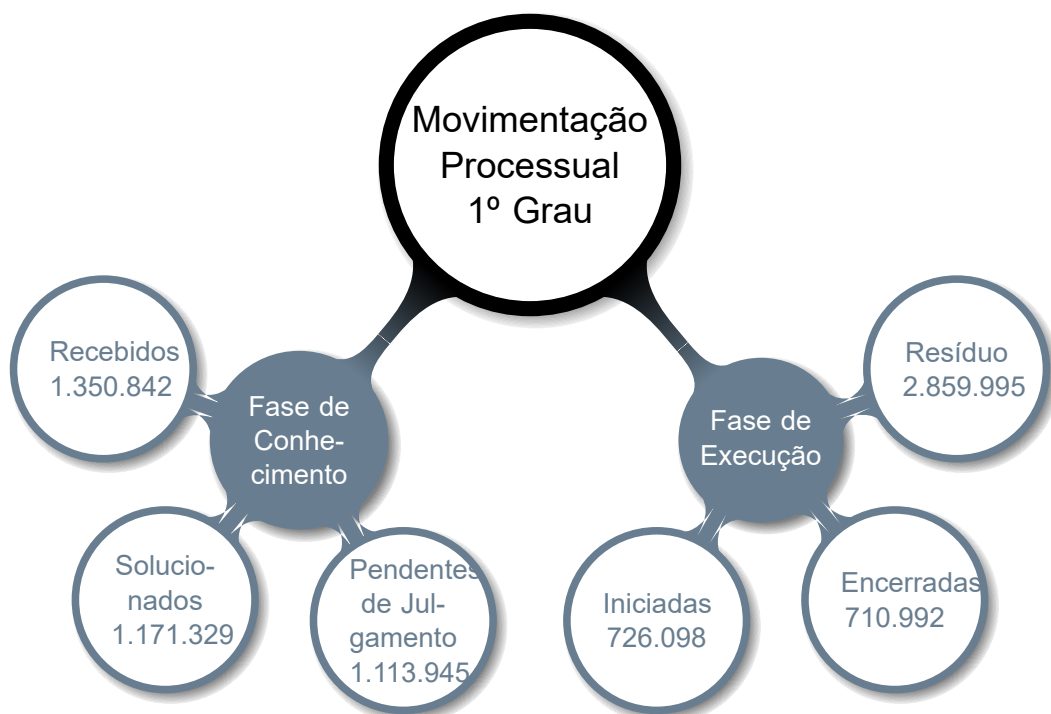 Movimentação
Processual
1º Grau
Fase de
Conhe-
cimento
Recebidos
1.350.842
Solucio-
nados
1.171.329
Pendentes
de Jul-
gamento
1.113.945
Fase de
Execução
Iniciadas
726.098
Encerradas
710.992
Resíduo
2.859.995